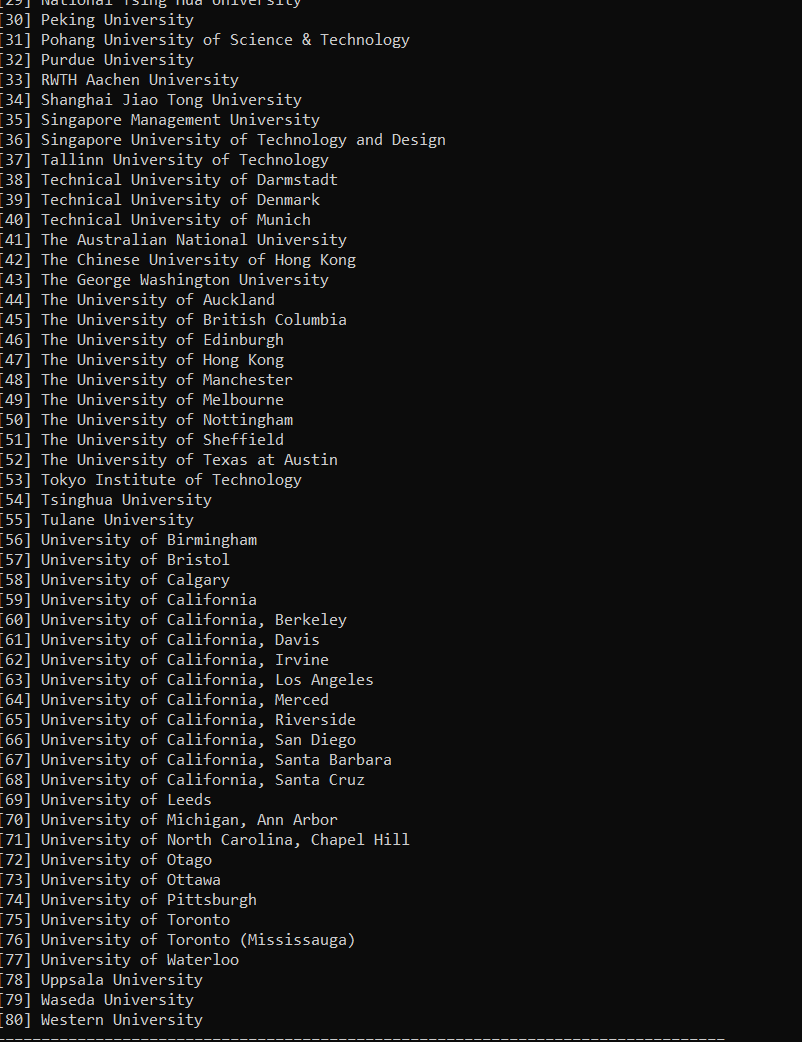 [29] National Tsing Hua University
[30] Peking University
[31] Pohang University of Science & Technology
[32] Purdue University
[33] RWTH Aachen University
[34] Shanghai Jiao Tong University
[35] Singapore Management University
[36] Singapore University of Technology and Design
[37] Tallinn University of Technology
[38] Technical University of Darmstadt
[39] Technical University of Denmark
[40] Technical University of Munich
[41] The Australian National University
[42] The Chinese University of Hong Kong
[43] The George Washington University
[44] The University of Auckland
[45] The University of British Columbia
[46] The University of Edinburgh
[47] The University of Hong Kong
[48] The University of Manchester
[49] The University of Melbourne
[50] The University of Nottingham
[51] The University of Sheffield
[52] The University of Texas at Austin
[53] Tokyo Institute of Technology
[54] Tsinghua University
[55] Tulane University
[56] University of Birmingham
[57] University of Bristol
[58] University of Calgary
[59] University of California
[60] University of California, Berkeley
[61] University of California, Davis
[62] University of California, Irvine
[63] University of California, Los Angeles
[64] University of California, Merced
[65] University of California, Riverside
[66] University of California, San Diego
[67] University of California, Santa Barbara
[68] University of California, Santa Cruz
[69] University of Leeds
[70] University of Michigan, Ann Arbor
[71] University of North Carolina, Chapel Hill
[72] University of Otago
[73] University of Ottawa
[74] University of Pittsburgh
[75] University of Toronto
[76] University of Toronto (Mississauga)
[77] University of Waterloo
[78] Uppsala University
[79] Waseda University
[80] Western University